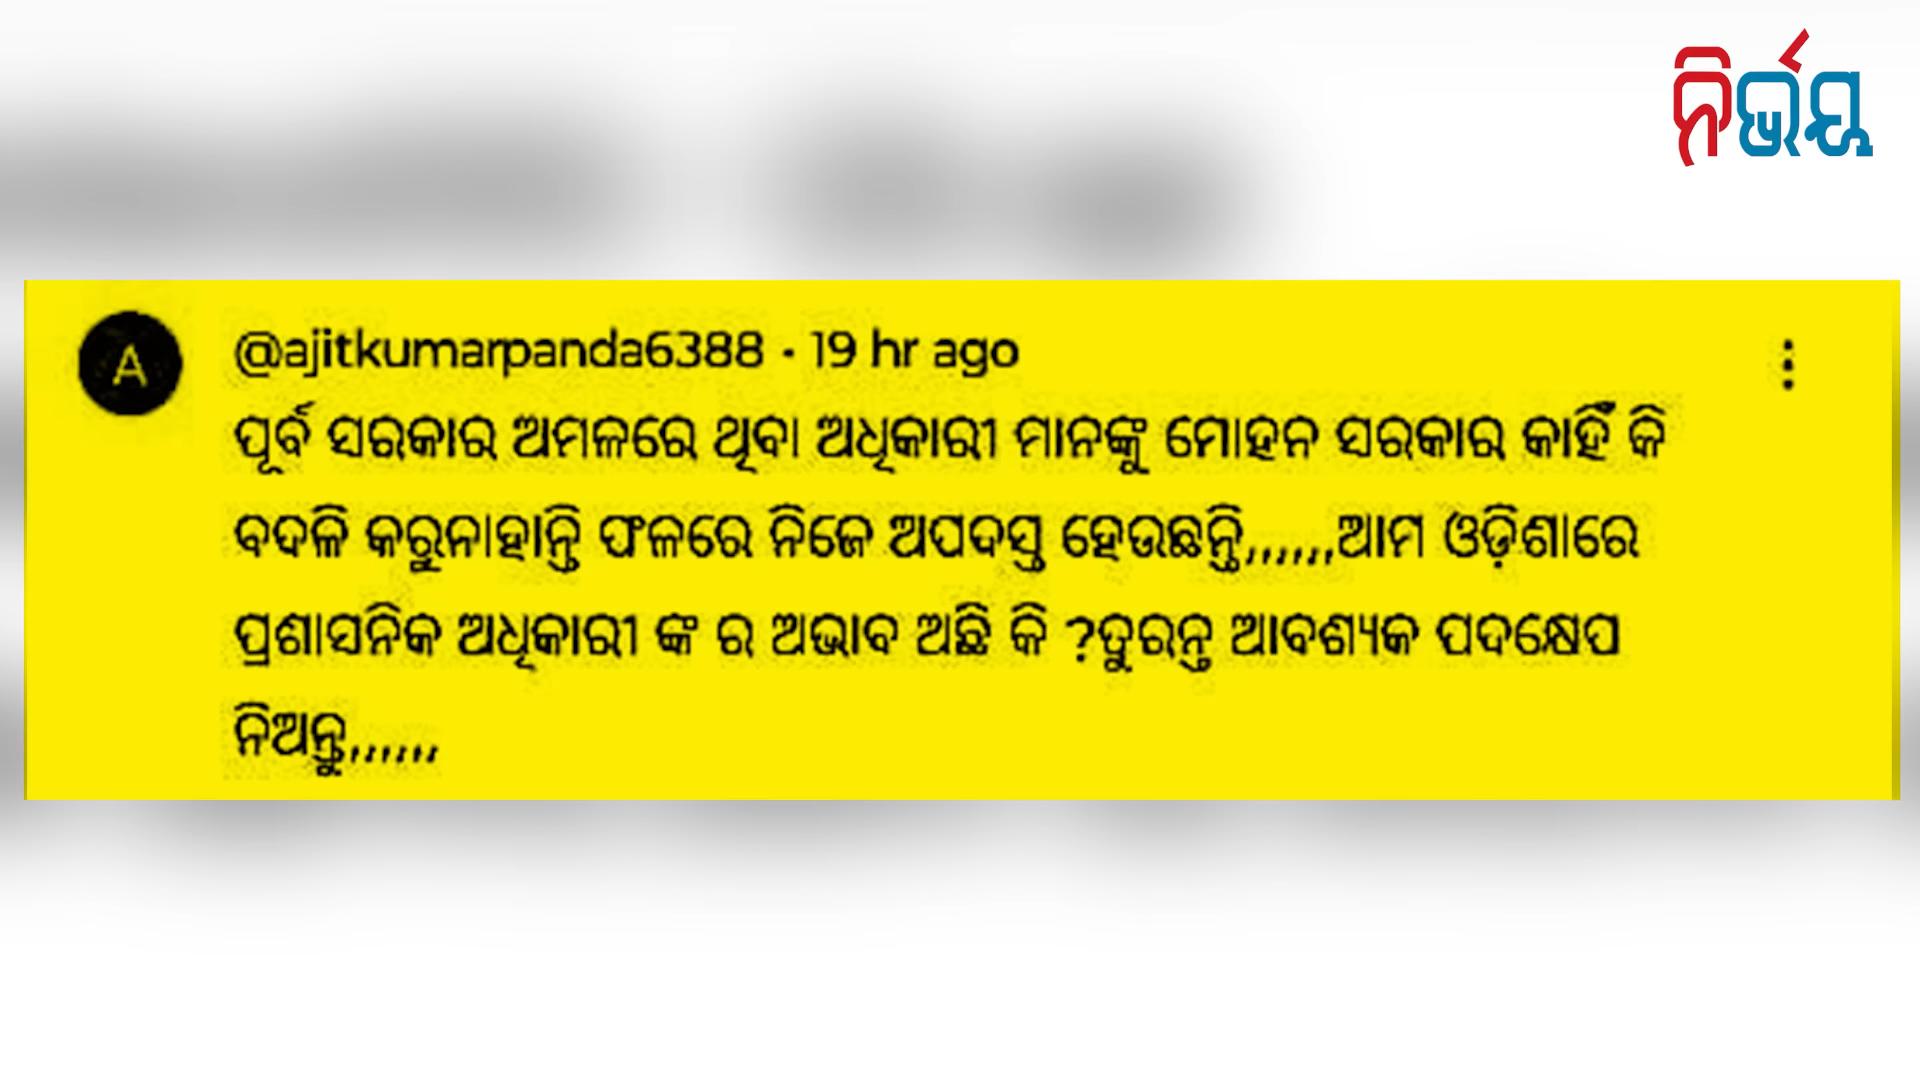 ନିର୍ଭୟ
A
@ajitkumarpanda6388 · 19 hr ago
ପୂର୍ବ ସରକାର ଅମଳରେ ଥିବା ଅଧିକାରୀ ମାନଙ୍କୁ ମୋହନ ସରକାର କାହିଁ କି
ବଦଳି କରୁନାହାନ୍ତି ଫଳରେ ନିଜେ ଅପଦସ୍ତ ହେଉଛନ୍ତି,,,,,,ଆମ ଓଡ଼ିଶାରେ
ପ୍ରଶାସନିକ ଅଧିକାରୀ ଙ୍କ ର ଅଭାବ ଅଛି କି ?ତୁରନ୍ତ ଆବଶ୍ୟକ ପଦକ୍ଷେପ
ନିଅନ୍ତୁ,,,,,,